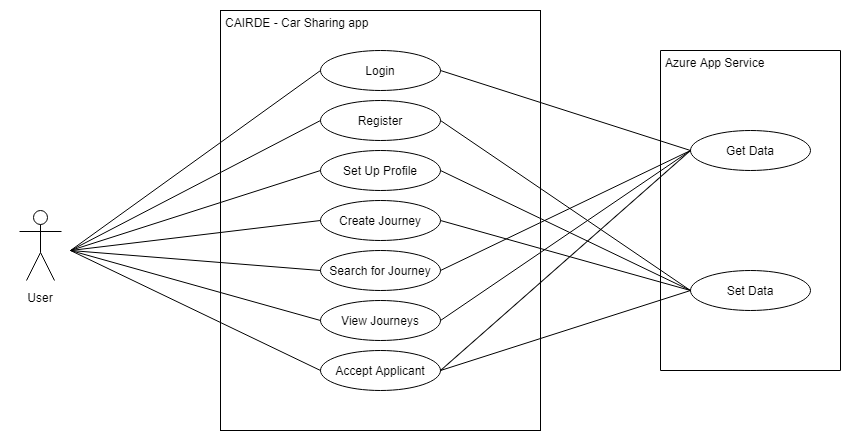 CAIRDE - Car Sharing app
Login
Register
Set Up Profile
Create Journey
Search for Journey
View Journeys
Accept Applicant
User
Azure App Service
Get Data
Set Data